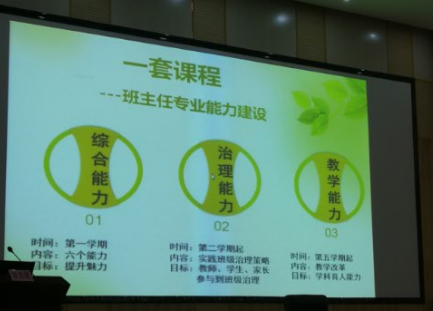 一套课程
---班主任专业能力建设
综合能力
01
时间：第一学期
内容：六个能力
目标：提升魅力
治理能力
02
时间：第二学期起
内容：实践班级治理策略
目标：教师、学生、家长
参与到班级治理
教学能力
03
时间：第五学期起
内容：教学改革
目标：学科育人能力